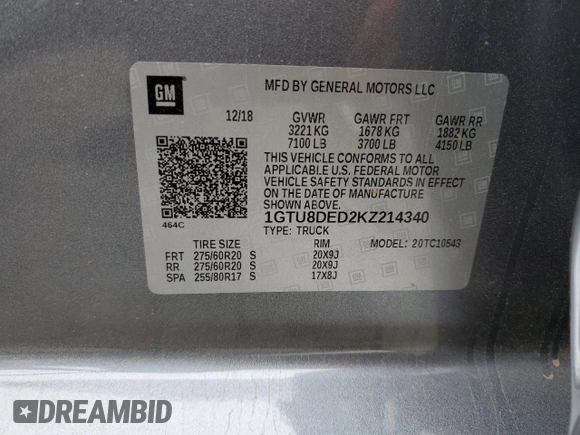 GM
MFD BY GENERAL MOTORS LLC
12/18 GVWR GAWR FRT GAWR RR
3221 KG 1678 KG 1882 KG
7100 LB 3700 LB 4150 LB
THIS VEHICLE CONFORMS TO ALL
APPLICABLE U.S. FEDERAL MOTOR
VEHICLE SAFETY STANDARDS IN EFFECT
ON THE DATE OF MANUFACTURE
SHOWN ABOVE.
464C
1GTU8DED2KZ214340
TYPE: TRUCK
TIRE SIZE RIM MODEL: 20TC10543
FRT 275/60R20 S 20X9J
RR 275/60R20 S 20X9J
SPA 255/80R17 S 17X8J
DREAMBID